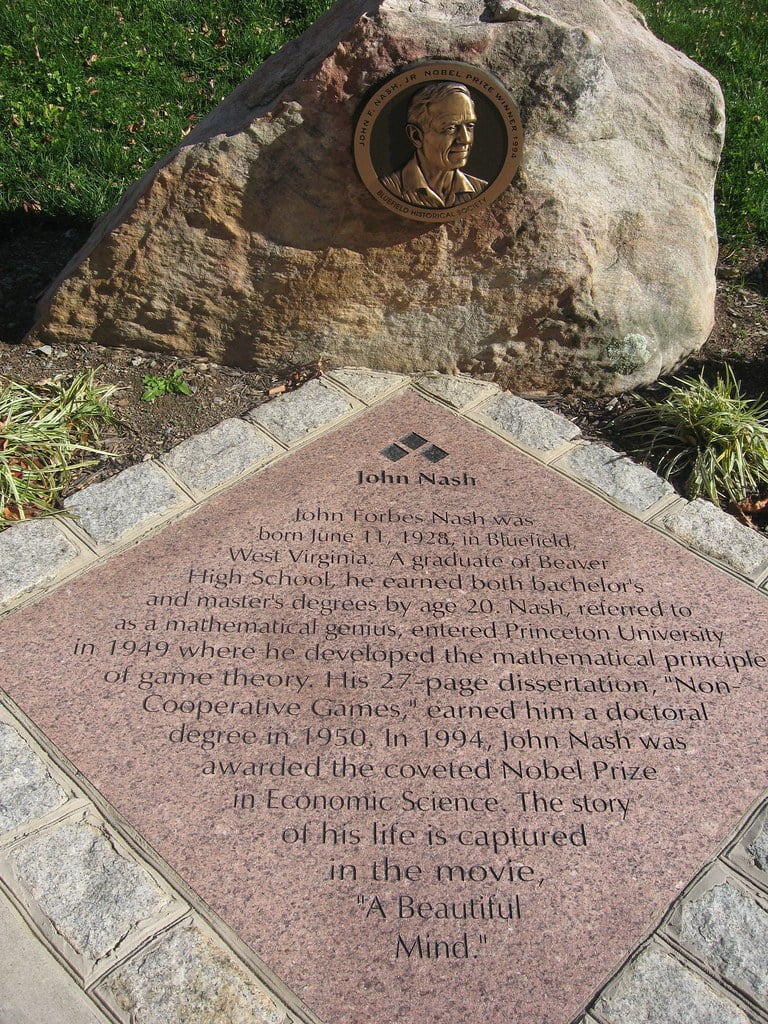 JOHN F. NASH, JR NOBEL PRIZE WINNER 1994
BLUEFIELD HISTORICAL SOCIETY
John Nash
John Forbes Nash was
born June 11, 1928, in Bluefield,
West Virginia. A graduate of Beaver
High School, he earned both bachelor's
and master's degrees by age 20. Nash, referred to
as a mathematical genius, entered Princeton University
in 1949 where he developed the mathematical principle
of game theory. His 27-page dissertation, "Non-
Cooperative Games," earned him a doctoral
degree in 1950. In 1994, John Nash was
awarded the coveted Nobel Prize
in Economic Science. The story
of his life is captured
in the movie,
"A Beautiful
Mind."